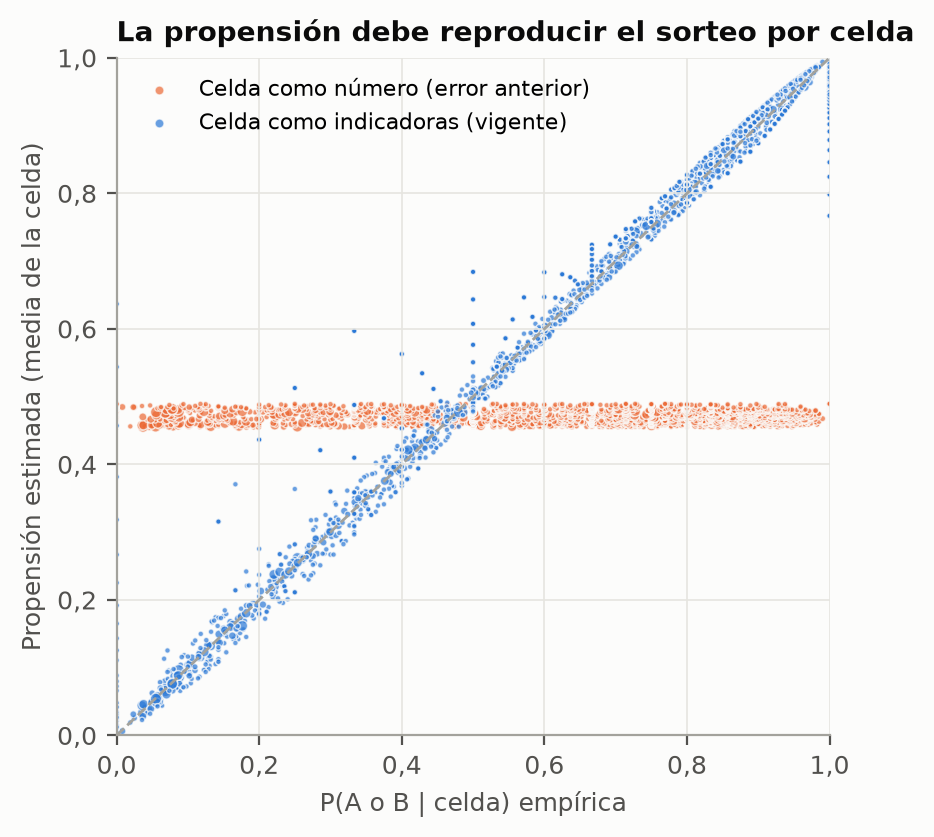 La propensión debe reproducir el sorteo por celda
Celda como número (error anterior)
Celda como indicadoras (vigente)
Propensión estimada (media de la celda)
1,0
0,8
0,6
0,4
0,2
0,0
0,0 0,2 0,4 0,6 0,8 1,0
P(A o B | celda) empírica